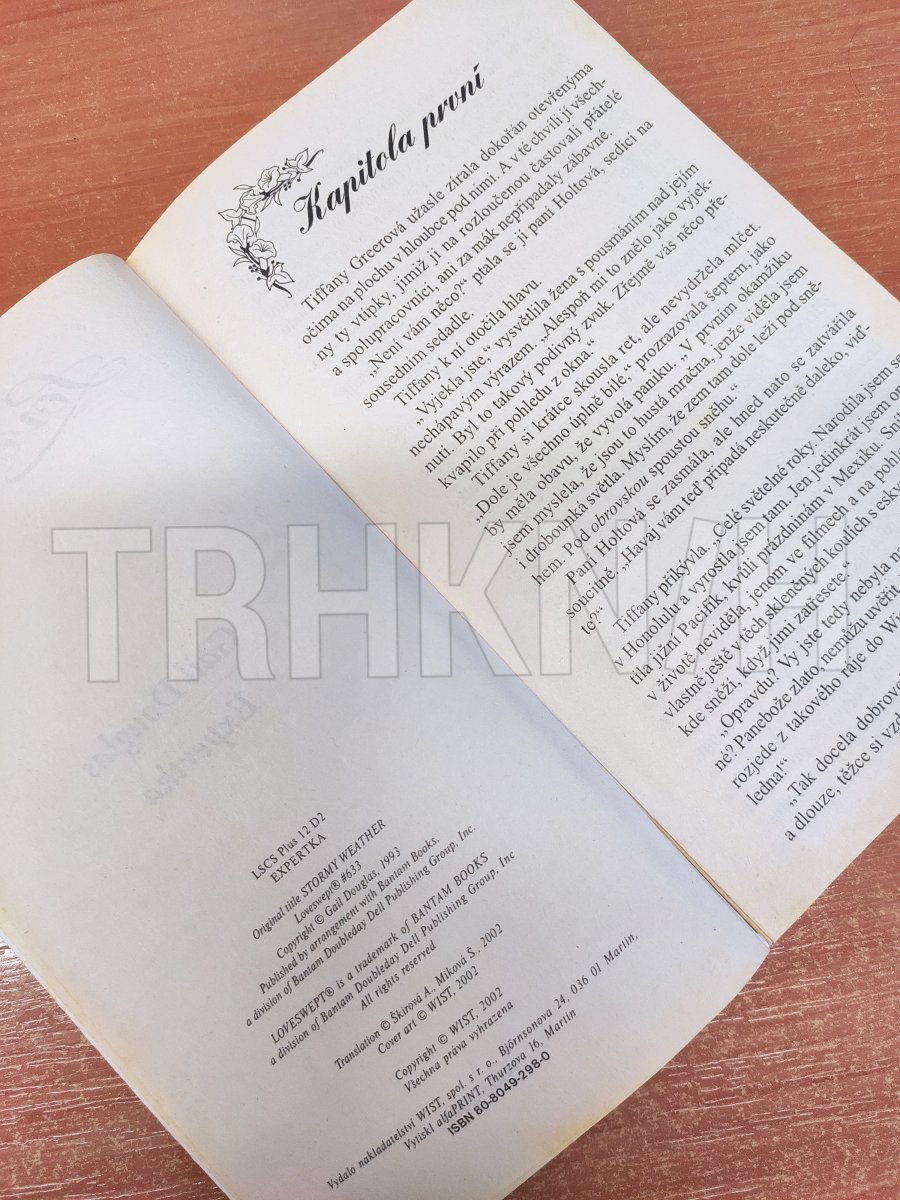 LSCS Plus 12 D2
EXPERTKA
Original title STORMY WEATHER
Loveswept® #633
Copyright © Gail Douglas, 1993
Published by arrangement with Bantam Books,
a division of Bantam Doubleday Dell Publishing Group, Inc.
LOVESWEPT® is a trademark of BANTAM BOOKS
a division of Bantam Doubleday Dell Publishing Group, Inc
All rights reserved
Translation © Škirová A., Miková Š., 2002
Cover art © WIST, 2002
Copyright © WIST, 2002
Všechna práva vyhrazena
Vydalo nakladatelství WIST, spol. s r. o., Björnsonova 24, 036 01 Martin,
Vytiskl alfaPRINT, Thurzova 16, Martin
ISBN 80-8049-298-0
Kapitola první
Tiffany Greerová užasle zírala dokořán otevřenýma
očima na plochu v hloubce pod nimi. A v té chvíli jí všech-
ny ty vtipky, jimiž ji na rozloučenou častovali přátelé
a spolupracovníci, ani za mák nepřipadaly zábavné.
„Není vám něco?“ ptala se jí paní Holtová, sedící na
sousedním sedadle.
Tiffany k ní otočila hlavu.
„Vyjekla jste,“ vysvětlila žena s pousmáním nad jejím
nechápavým výrazem. „Alespoň mi to znělo jako vyjek-
nutí. Byl to takový podivný zvuk. Zřejmě vás něco pře-
kvapilo při pohledu z okna.“
Tiffany si krátce skousla ret, ale nevydržela mlčet.
„Dole je všechno úplně bílé,“ prozrazovala šeptem, jako
by měla obavu, že vyvolá paniku. „V prvním okamžiku
jsem myslela, že jsou to hustá mračna, jenže viděla jsem
i drobounká světla. Myslím, že zem tam dole leží pod sně-
hem. Pod obrovskou spoustou sněhu.“
Paní Holtová se zasmála, ale hned nato se zatvářila
soucitně. „Havaj vám teď připadá neskutečně daleko, viď-
te?“
Tiffany přikývla. „Celé světelné roky. Narodila jsem se
v Honolulu a vyrostla jsem tam. Jen jedinkrát jsem
tila jižní Pacifik, kvůli prázdninám v Mexiku.
v životě neviděla, jenom ve filmech a na
vlastně ještě v těch skleněných koulích s
kde sněží, když jimi zatřesete.“
„Opravdu? Vy jste tedy nebyla
né? Panebože zlato, nemůžu uvěřit,
rozjede z takového ráje do
ledna!“
„Tak docela
a dlouze, těžce si
TRHKNIH